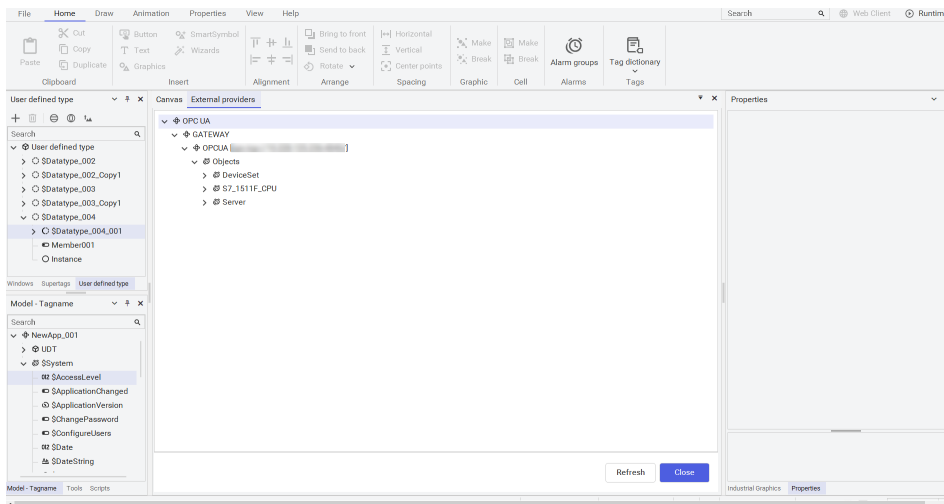 File Home Draw Animation Properties View Help Search Web Client Runtim
Paste Cut Copy Duplicate
Button Text Graphics SmartSymbol Wizards
Bring to front Send to back Rotate
Horizontal Vertical Center points
Make Break Make Break
Alarm groups Tag dictionary
Clipboard Insert Alignment Arrange Spacing Graphic Cell Alarms Tags
User defined type
Search
User defined type
$Datatype_002
$Datatype_002_Copy1
$Datatype_003
$Datatype_003_Copy1
$Datatype_004
$Datatype_004_001
Member001
Instance
Windows Supertags User defined type
Model - Tagname
Search
NewApp_001
UDT
$System
$AccessLevel
$ApplicationChanged
$ApplicationVersion
$ChangePassword
$ConfigureUsers
$Date
$DateString
Model - Tagname Tools Scripts
Canvas External providers
OPC UA
GATEWAY
OPCUA [ ]
Objects
DeviceSet
S7_1511F_CPU
Server
Refresh Close
Properties
Industrial Graphics Properties